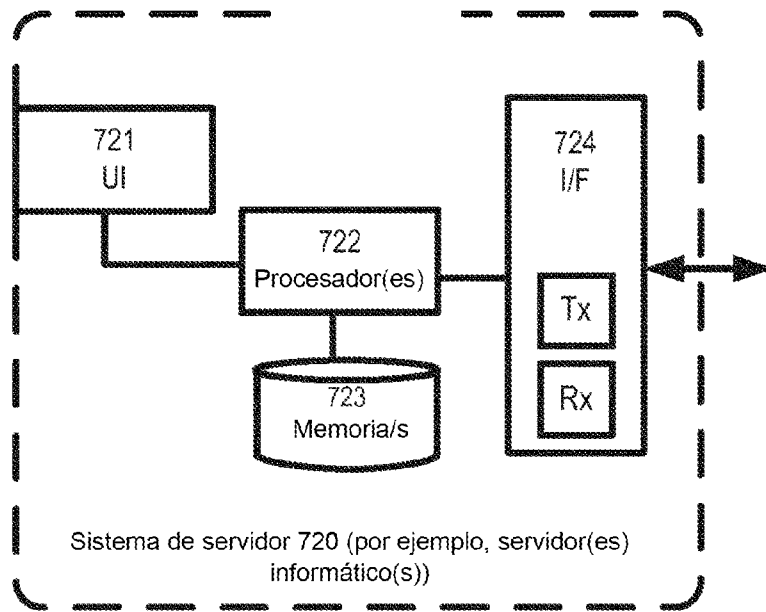 721
UI
724
I/F
722
Procesador(es)
Tx
723
Memoria/s
Rx
Sistema de servidor 720 (por ejemplo, servidor(es)
informático(s))